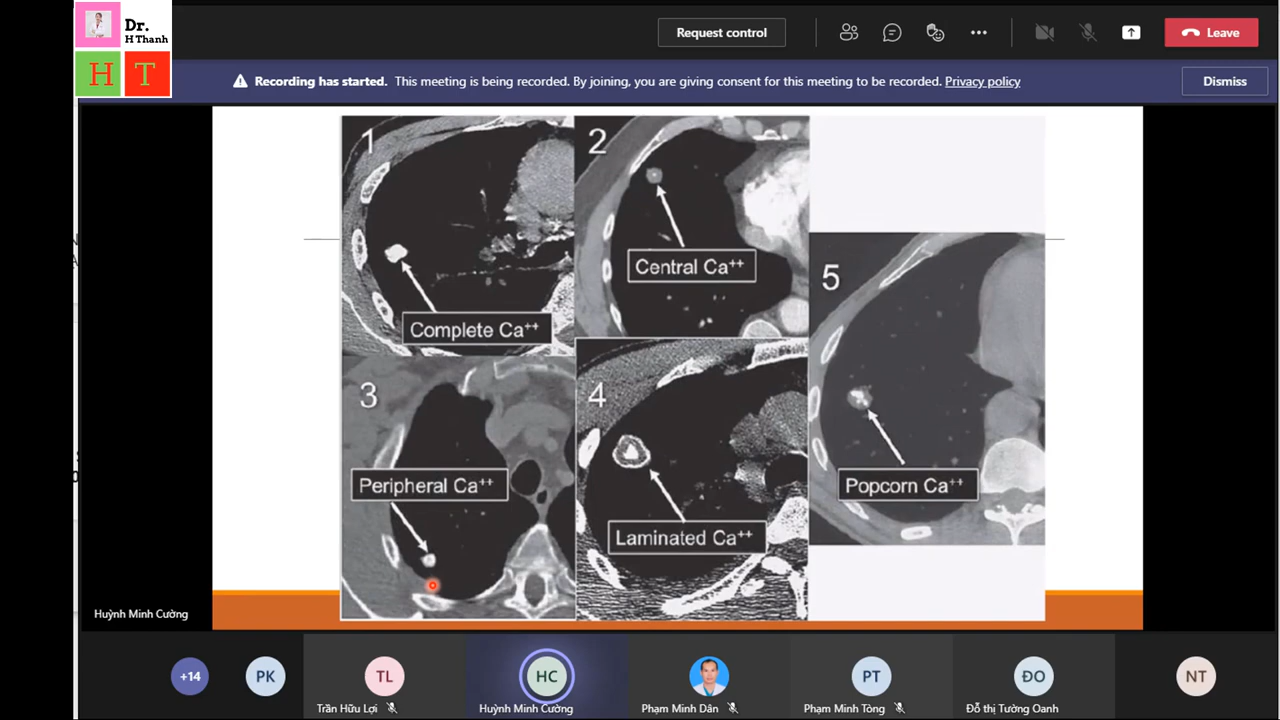 Dr.
H Thanh
H T
Request control
Leave
Recording has started. This meeting is being recorded. By joining, you are giving consent for this meeting to be recorded. Privacy policy
Dismiss
1
Complete Ca++
2
Central Ca++
3
Peripheral Ca++
4
Laminated Ca++
5
Popcorn Ca++
Huỳnh Minh Cường
+14
PK
TL
Trần Hữu Lợi
HC
Huỳnh Minh Cường
Phạm Minh Dân
PT
Phạm Minh Tòng
ĐO
Đỗ thị Tường Oanh
NT